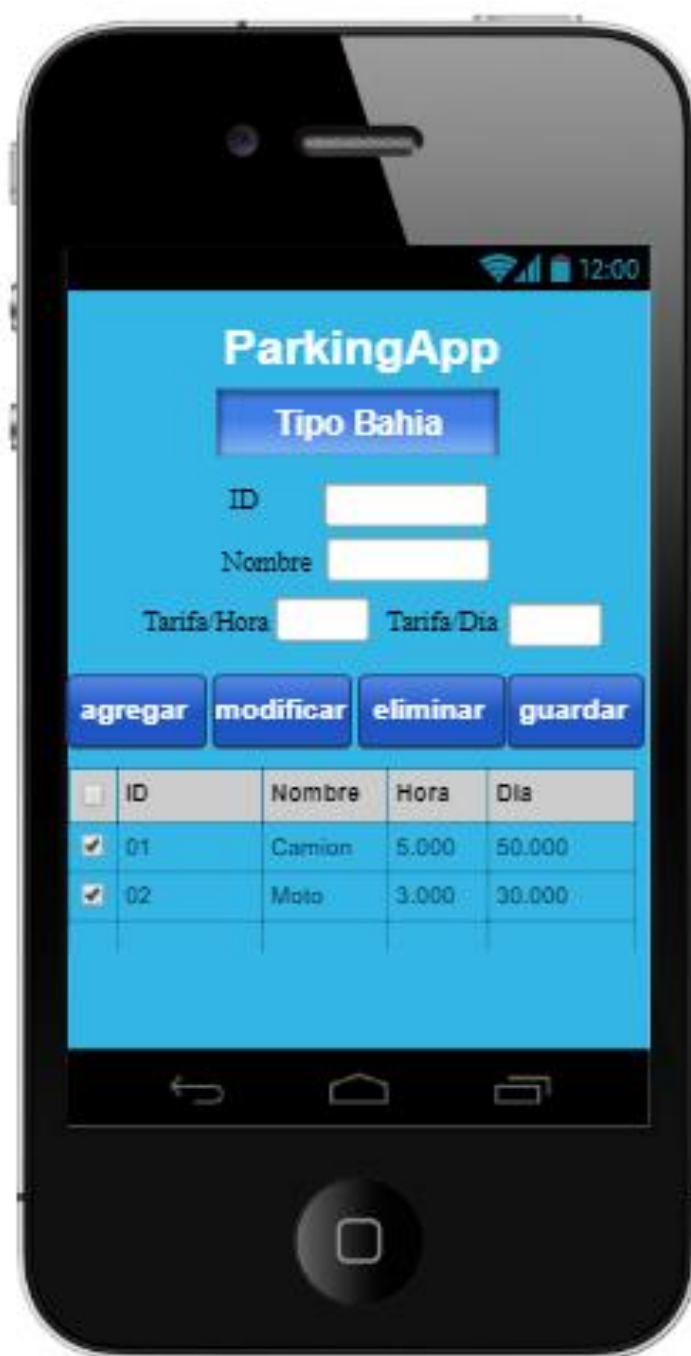 12:00
ParkingApp
Tipo Bahia
ID
Nombre
Tarifa/Hora Tarifa/Dia
agregar modificar eliminar guardar
ID Nombre Hora Dia
01 Camion 5.000 50.000
02 Moto 3.000 30.000